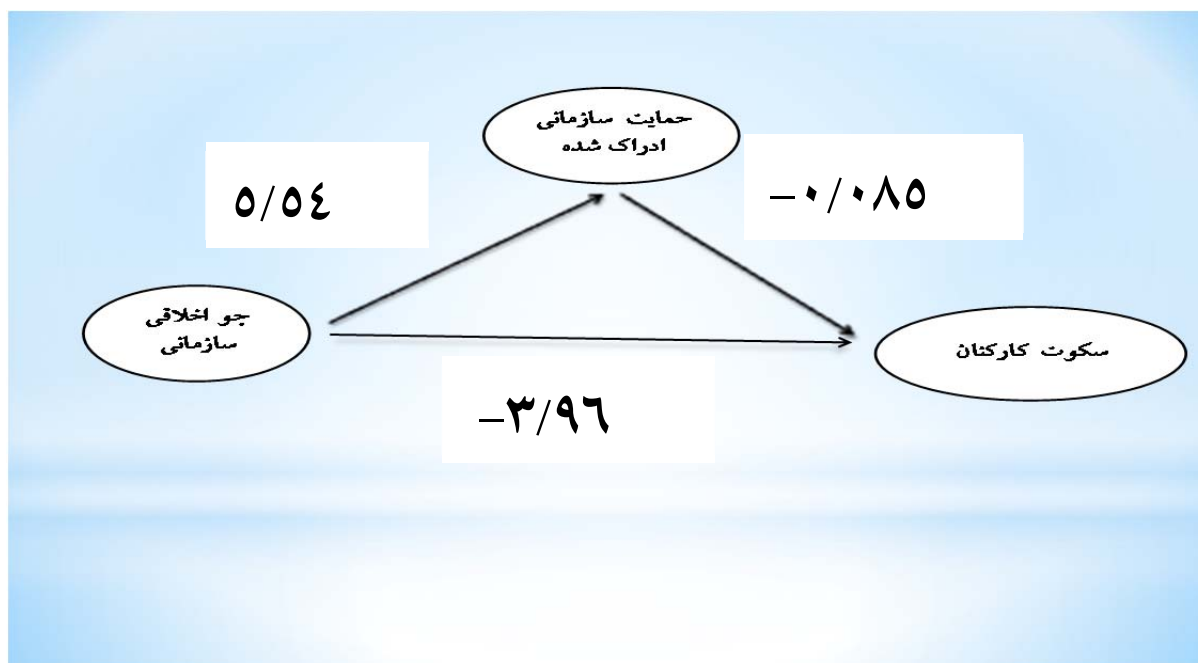 حمایت سازمانی
ادراک شده
۵/۵٤
–۰/۰۸۵
جو اخلاقی
سازمانی
سکوت کارکنان
–۳/۹٦